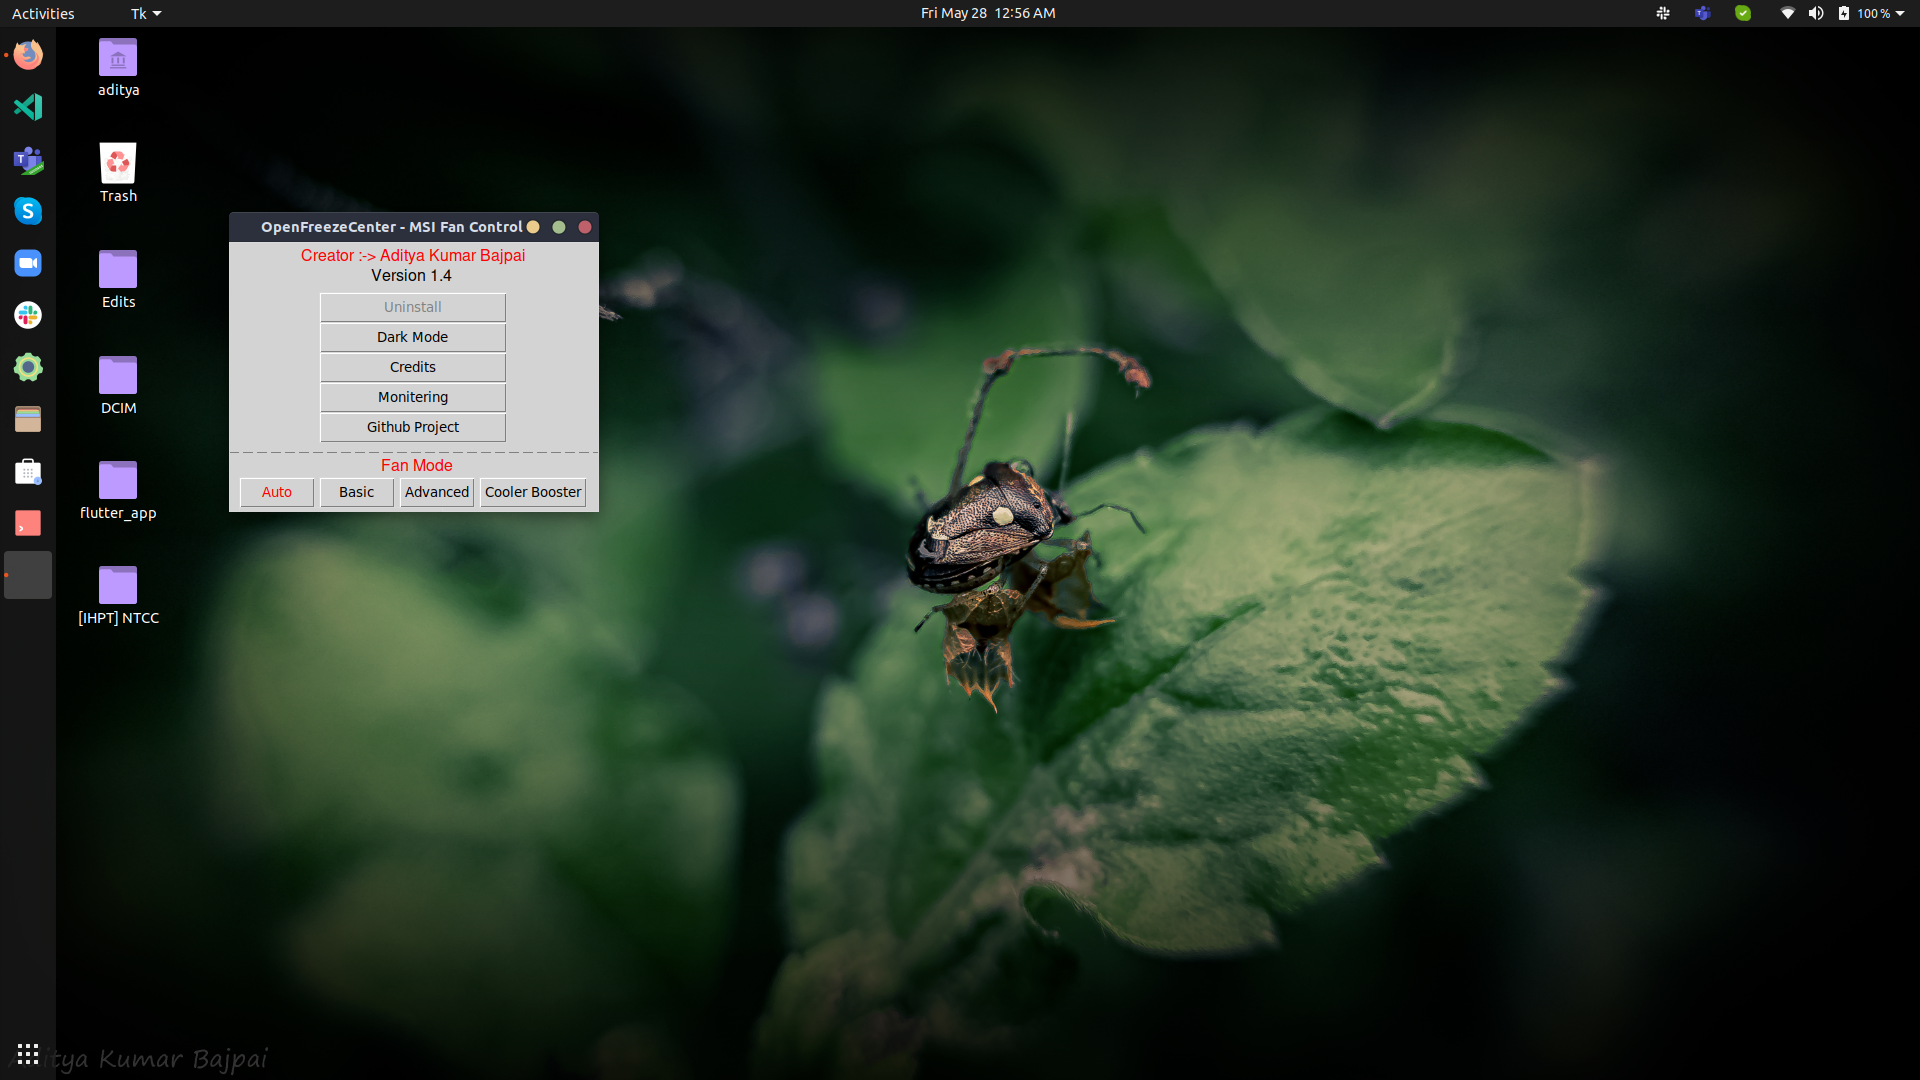 Activities
Tk
Fri May 28 12:56 AM
100 %
aditya
Trash
Edits
DCIM
flutter_app
[IHPT] NTCC
OpenFreezeCenter - MSI Fan Control
Creator :-> Aditya Kumar Bajpai
Version 1.4
Uninstall
Dark Mode
Credits
Monitering
Github Project
Fan Mode
Auto
Basic
Advanced
Cooler Booster
Aditya Kumar Bajpai